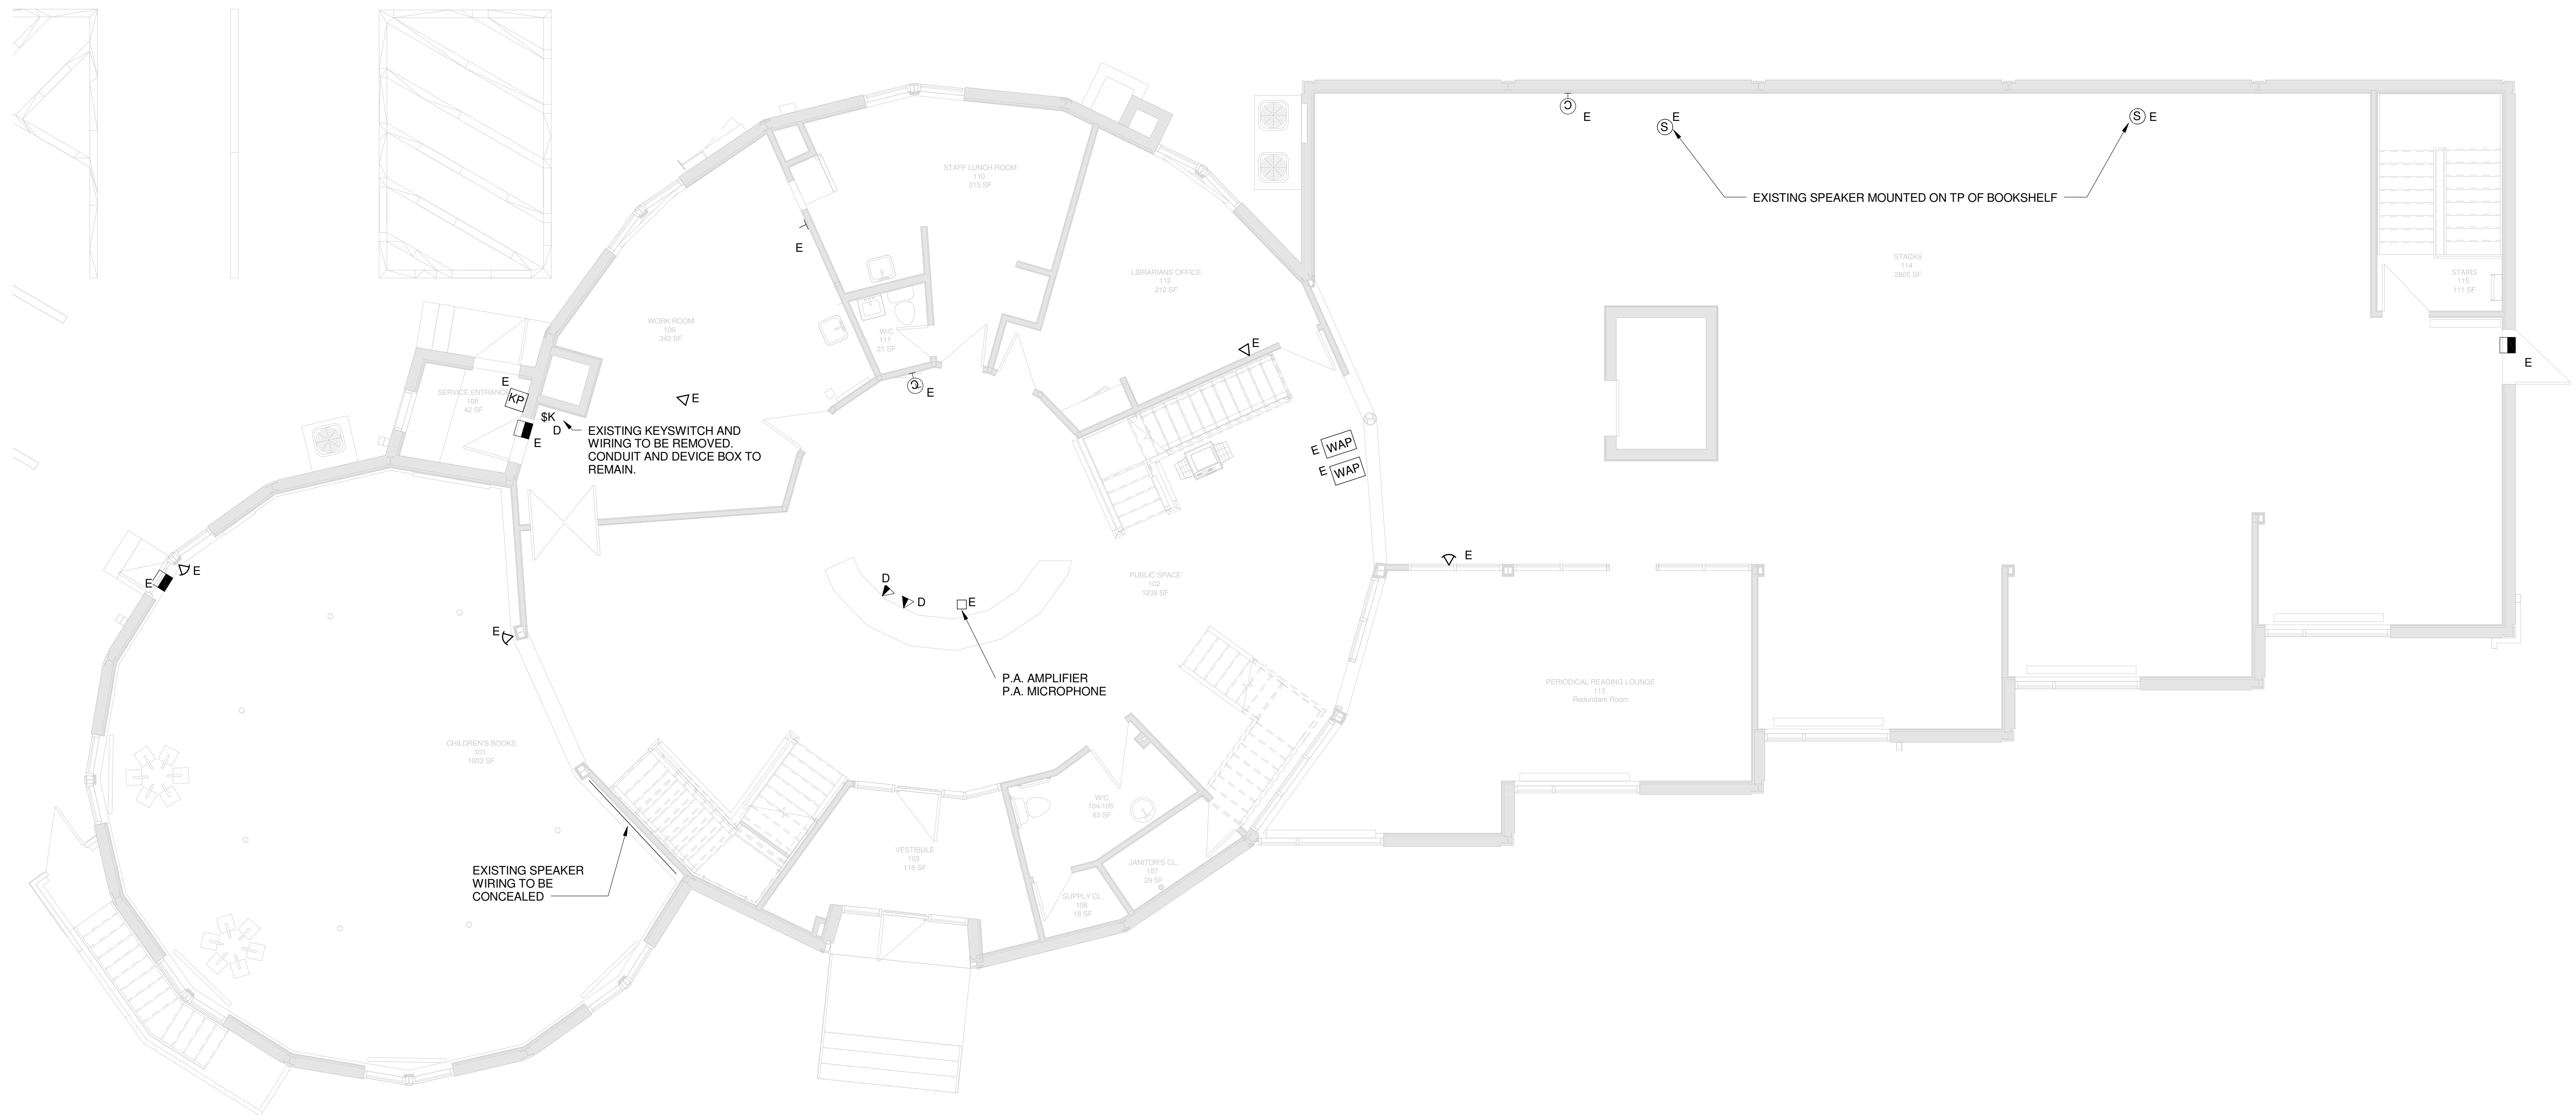 E
E
S
S
E
EXISTING SPEAKER MOUNTED ON TP OF BOOKSHELF
STAFF LUNCH ROOM
110
215 SF
E
LIBRARIANS OFFICE
112
212 SF
STACKS
114
2805 SF
STAIRS
115
111 SF
WORK ROOM
109
342 SF
W/C
111
21 SF
E
E
E
E
SERVICE ENTRANCE
108
42 SF
E
KP
E
$K
D
E
EXISTING KEYSWITCH AND
WIRING TO BE REMOVED.
CONDUIT AND DEVICE BOX TO
REMAIN.
E WAP
E WAP
E
E
E
D
D
E
PUBLIC SPACE
102
1239 SF
E
P.A. AMPLIFIER
P.A. MICROPHONE
PERIODICAL READING LOUNGE
113
Redundant Room
CHILDREN'S BOOKS
101
1003 SF
W/C
104/105
63 SF
VESTIBULE
103
118 SF
JANITOR'S CL.
107
29 SF
EXISTING SPEAKER
WIRING TO BE
CONCEALED
SUPPLY CL.
106
18 SF